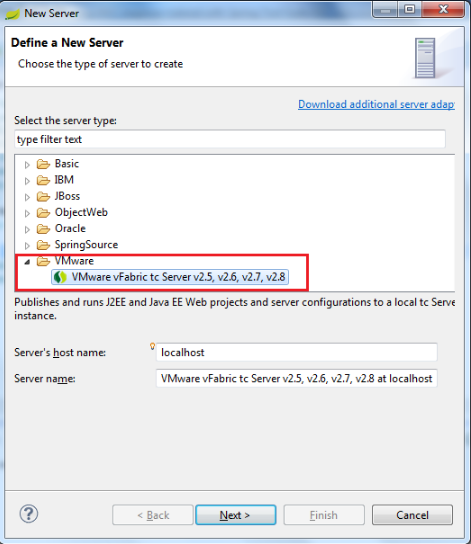 New Server
Define a New Server
Choose the type of server to create
Download additional server adap
Select the server type:
type filter text
Basic
IBM
JBoss
ObjectWeb
Oracle
SpringSource
VMware
VMware vFabric tc Server v2.5, v2.6, v2.7, v2.8
Publishes and runs J2EE and Java EE Web projects and server configurations to a local tc Serve
instance.
Server's host name: localhost
Server name: VMware vFabric tc Server v2.5, v2.6, v2.7, v2.8 at localhost
? < Back Next > Finish Cancel